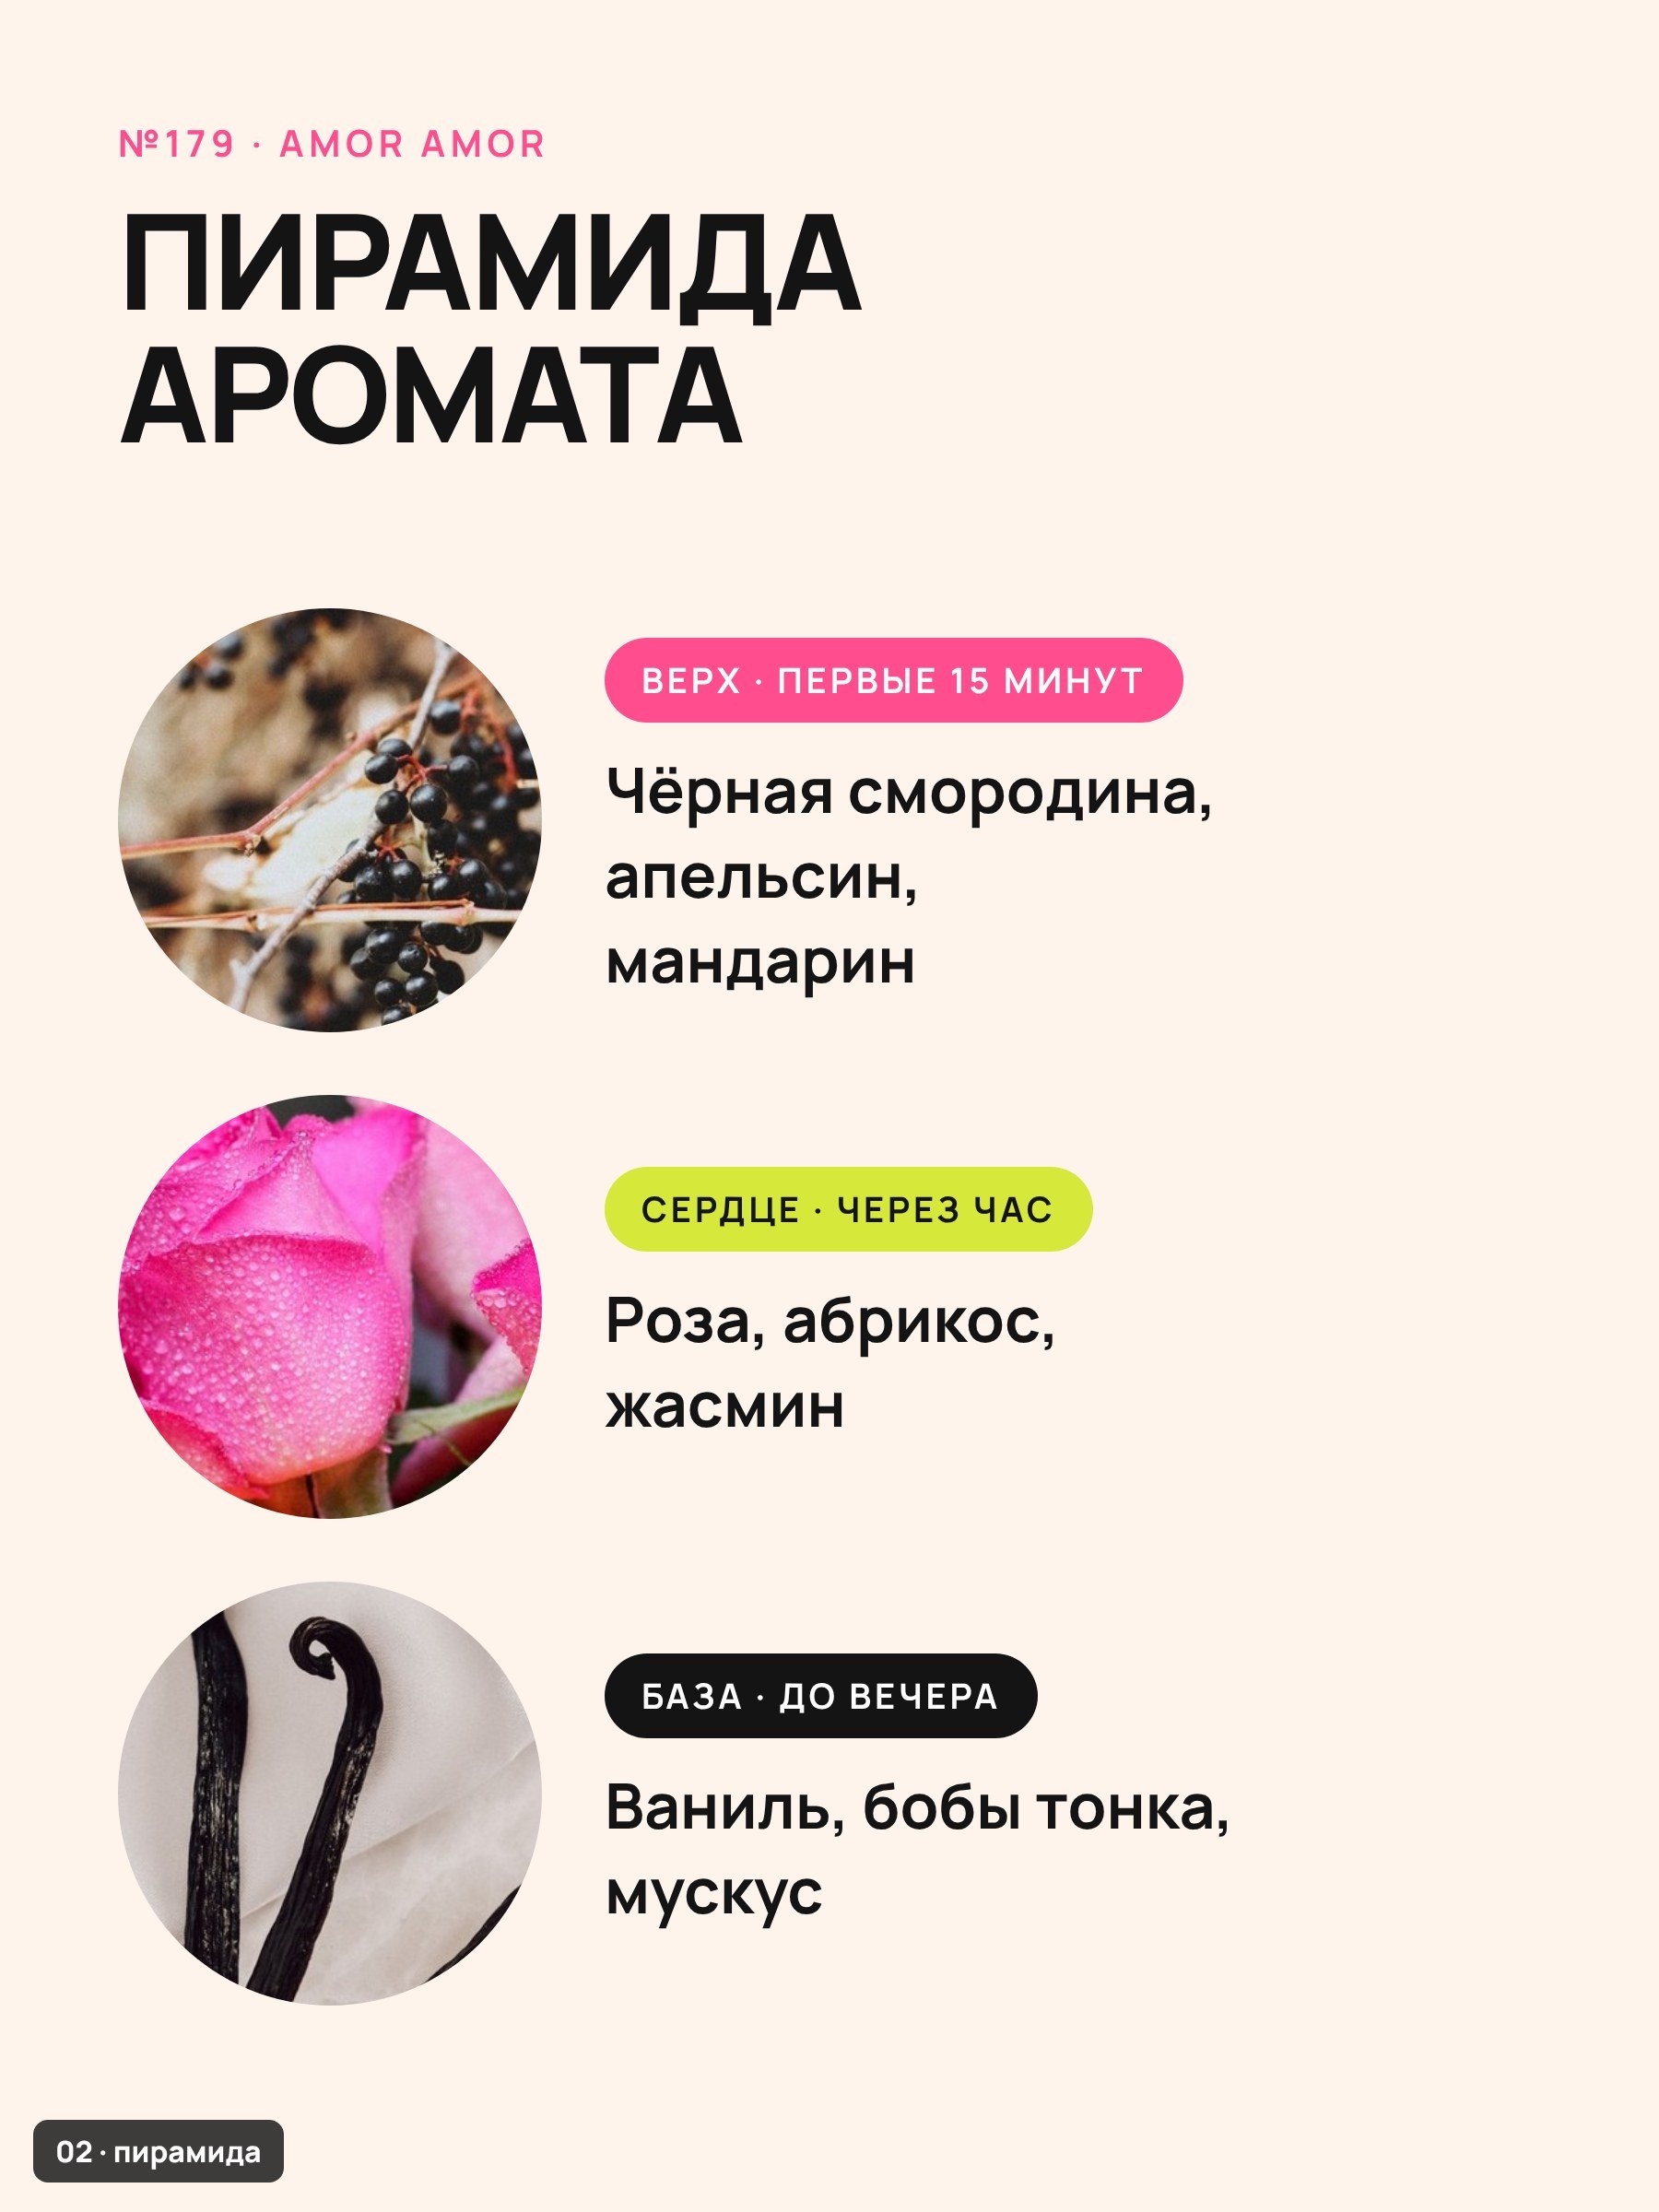 №179 · AMOR AMOR
ПИРАМИДА
АРОМАТА
ВЕРХ · ПЕРВЫЕ 15 МИНУТ
Чёрная смородина,
апельсин,
мандарин
СЕРДЦЕ · ЧЕРЕЗ ЧАС
Роза, абрикос,
жасмин
БАЗА · ДО ВЕЧЕРА
Ваниль, бобы тонка,
мускус
02 · пирамида